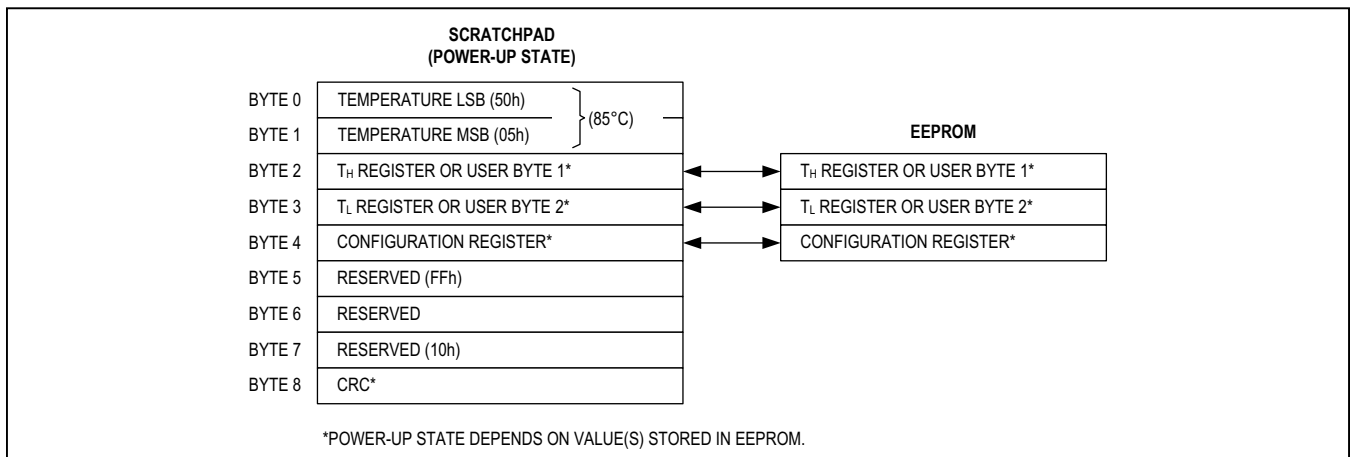 SCRATCHPAD
(POWER-UP STATE)
BYTE 0 TEMPERATURE LSB (50h)
(85°C)
BYTE 1 TEMPERATURE MSB (05h)
EEPROM
BYTE 2 TH REGISTER OR USER BYTE 1* TH REGISTER OR USER BYTE 1*
BYTE 3 TL REGISTER OR USER BYTE 2* TL REGISTER OR USER BYTE 2*
BYTE 4 CONFIGURATION REGISTER* CONFIGURATION REGISTER*
BYTE 5 RESERVED (FFh)
BYTE 6 RESERVED
BYTE 7 RESERVED (10h)
BYTE 8 CRC*
*POWER-UP STATE DEPENDS ON VALUE(S) STORED IN EEPROM.